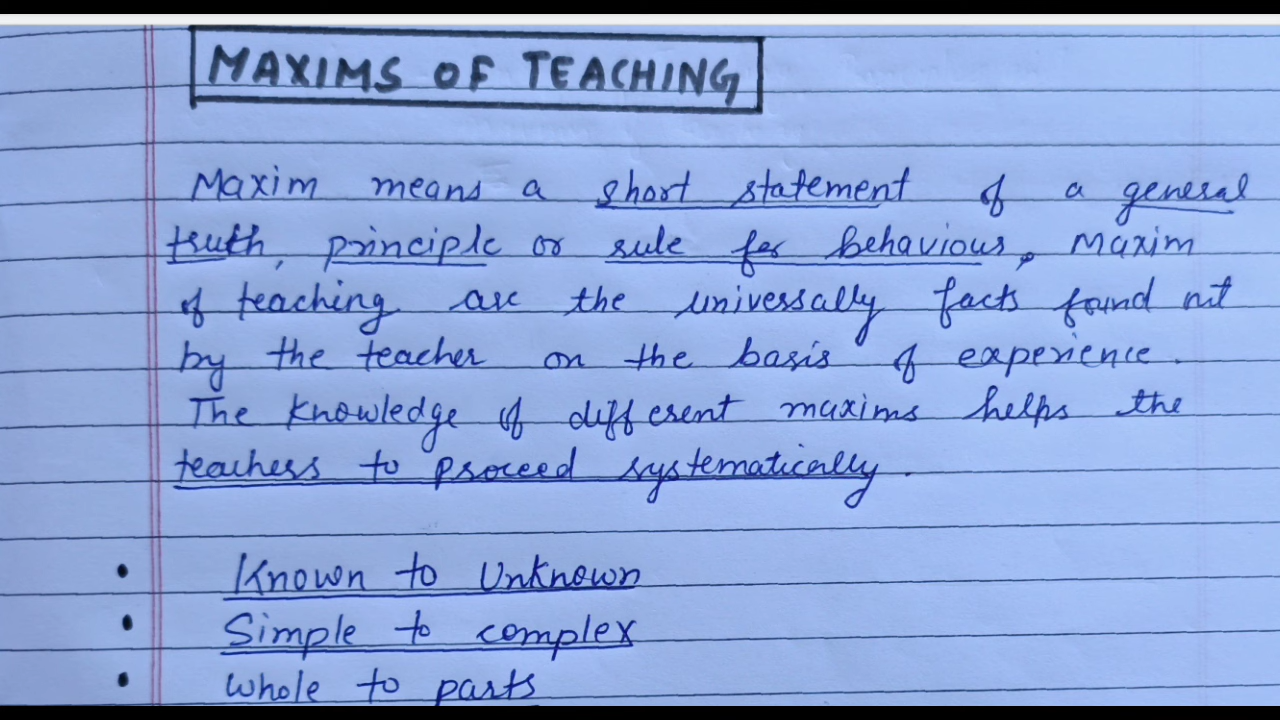 MAXIMS OF TEACHING
Maxim means a short statement of a general
truth, principle or rule for behaviour. Maxim
of teaching are the universally facts found out
by the teacher on the basis of experience.
The knowledge of different maxims helps the
teachers to proceed systematically.
• Known to Unknown
• Simple to complex
• Whole to parts